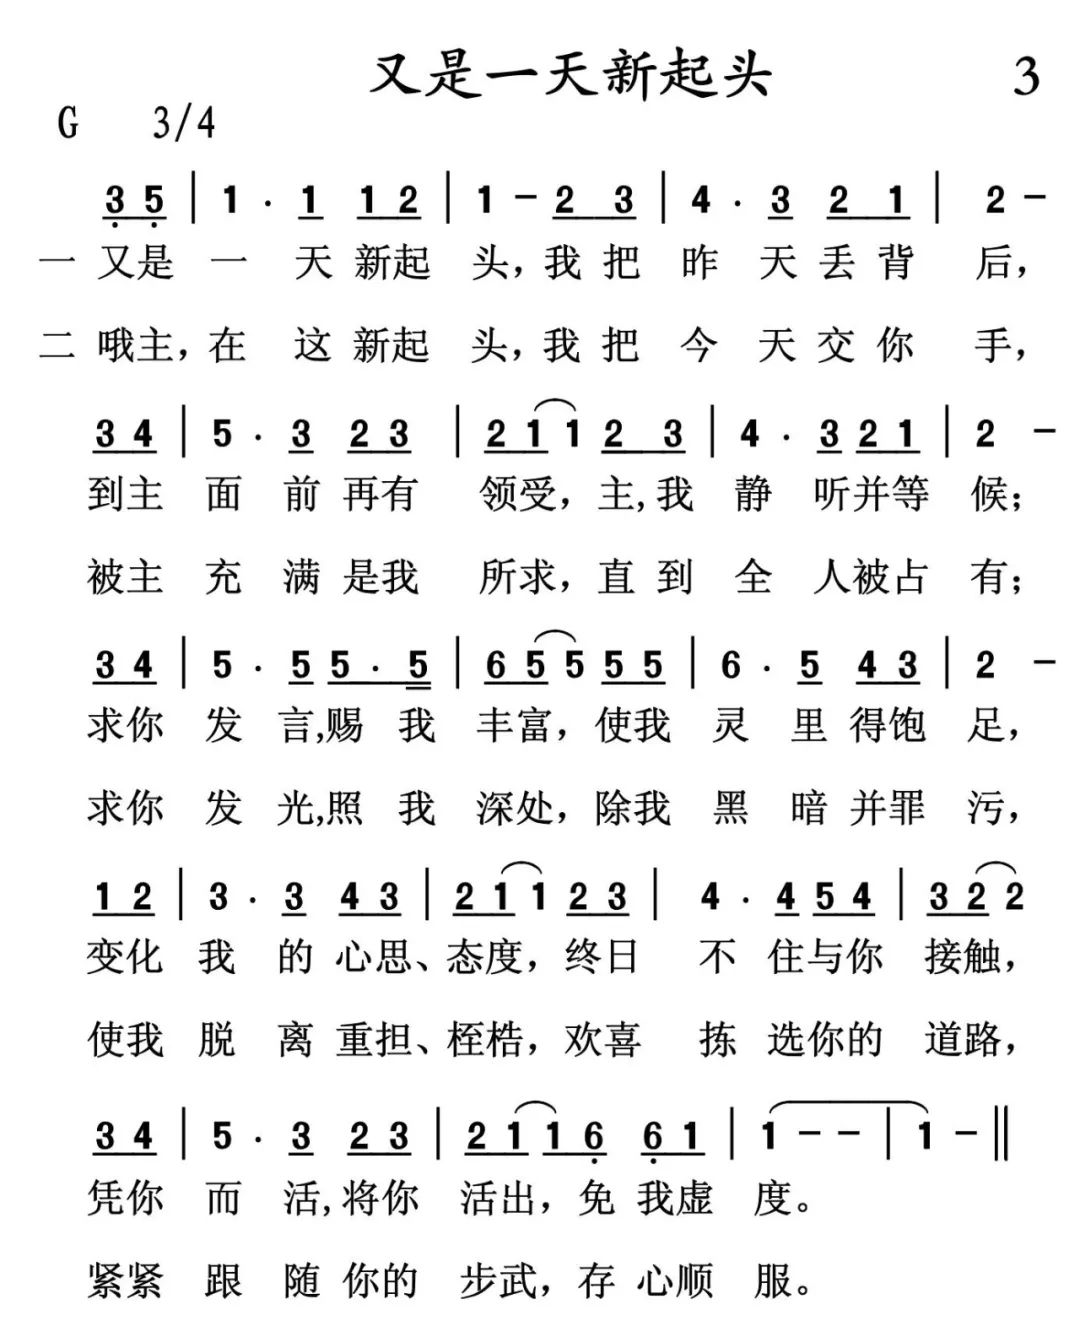 又是一天新起头 3
G 3/4
3 5 | 1 . 1 1 2 | 1 - 2 3 | 4 . 3 2 1 | 2 -
一 又是 一 天 新起 头, 我 把 昨 天 丢 背 后,
二 哦主, 在 这 新起 头, 我 把 今 天 交 你 手,
3 4 | 5 . 3 2 3 | 2 1 1 2 3 | 4 . 3 2 1 | 2 -
到主 面 前 再有 领受, 主, 我 静 听并等 候;
被主 充 满 是我 所求, 直 到 全 人被占 有;
3 4 | 5 . 5 5 . 5 | 6 5 5 5 5 | 6 . 5 4 3 | 2 -
求你 发 言,赐 我 丰富, 使我 灵 里 得饱 足,
求你 发 光,照 我 深处, 除我 黑 暗 并罪 污,
1 2 | 3 . 3 4 3 | 2 1 1 2 3 | 4 . 4 5 4 | 3 2 2
变化 我 的 心思、态度, 终日 不 住与你 接触,
使我 脱 离 重担、桎梏, 欢喜 拣 选你的 道路,
3 4 | 5 . 3 2 3 | 2 1 1 6 6 1 | 1 - - | 1 - ||
凭你 而 活, 将你 活出, 免 我虚 度。
紧紧 跟 随 你的 步武, 存 心顺 服。